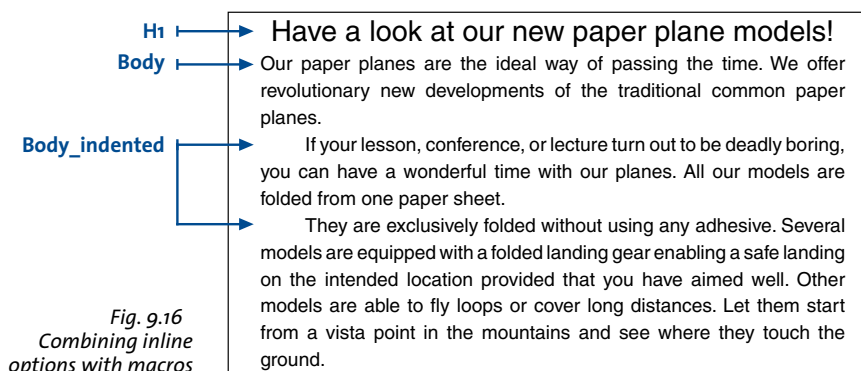 H1
Have a look at our new paper plane models!
Body
Our paper planes are the ideal way of passing the time. We offer
revolutionary new developments of the traditional common paper
planes.
Body_indented
If your lesson, conference, or lecture turn out to be deadly boring,
you can have a wonderful time with our planes. All our models are
folded from one paper sheet.
They are exclusively folded without using any adhesive. Several
models are equipped with a folded landing gear enabling a safe landing
on the intended location provided that you have aimed well. Other
models are able to fly loops or cover long distances. Let them start
from a vista point in the mountains and see where they touch the
ground.
Fig. 9.16
Combining inline
options with macros